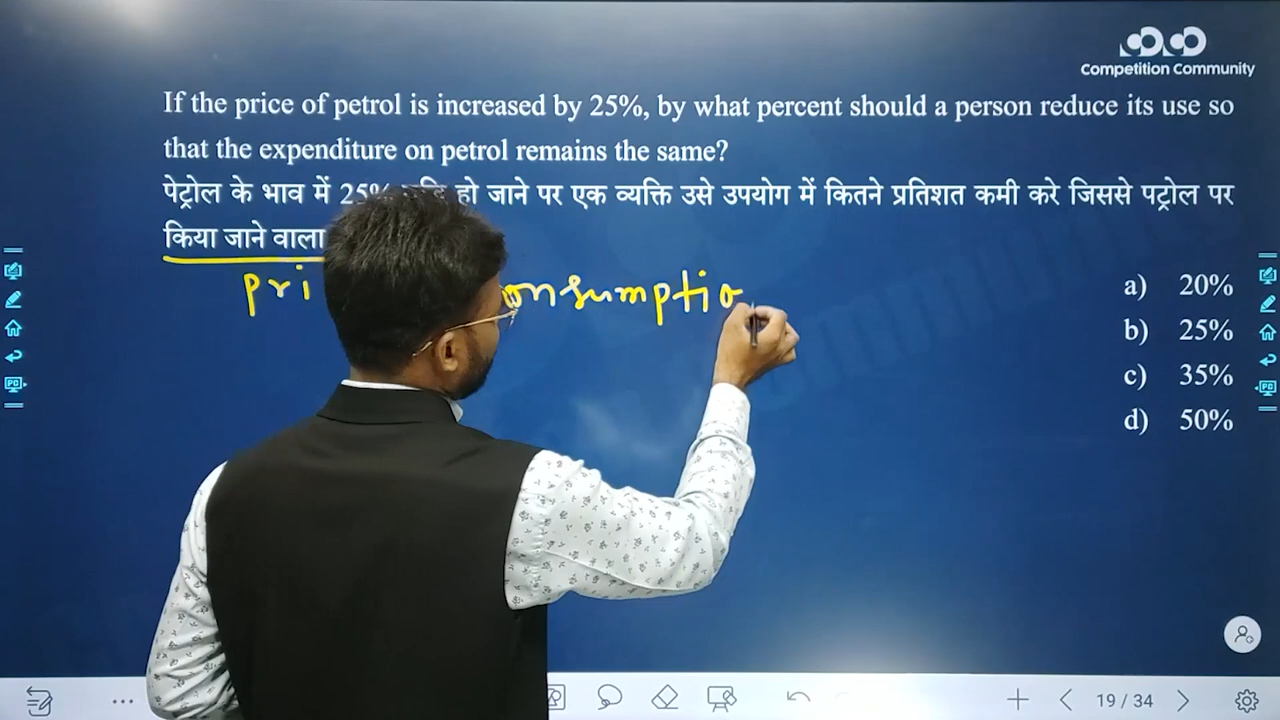 Competition Community
If the price of petrol is increased by 25%, by what percent should a person reduce its use so
that the expenditure on petrol remains the same?
पेट्रोल के भाव में 25% हो जाने पर एक व्यक्ति उसे उपयोग में कितने प्रतिशत कमी करे जिससे पट्रोल पर
किया जाने वाला
a) 20%
b) 25%
c) 35%
d) 50%
19 / 34